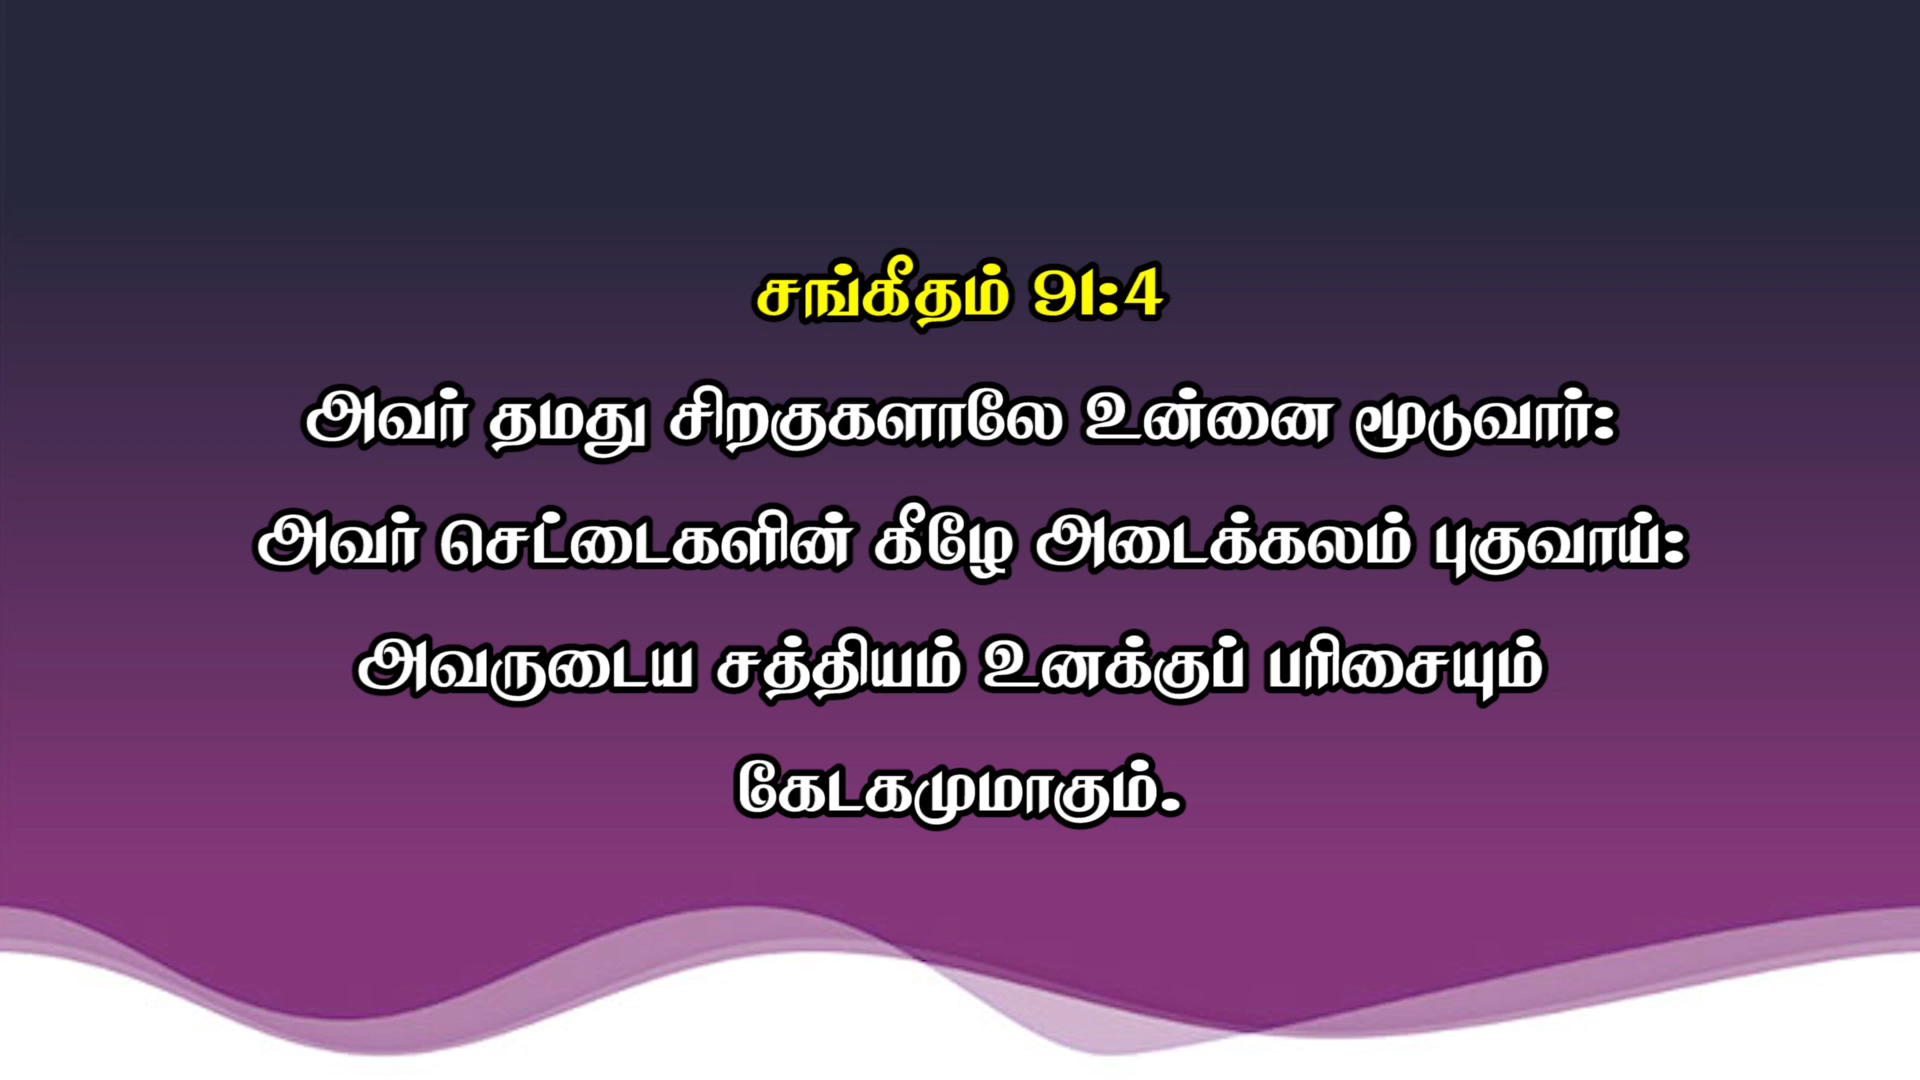 சங்கீதம் 91:4
அவர் தமது சிறகுகளாலே உன்னை மூடுவார்:
அவர் செட்டைகளின் கீழே அடைக்கலம் புகுவாய்:
அவருடைய சத்தியம் உனக்குப் பரிசையும்
கேடகமுமாகும்.